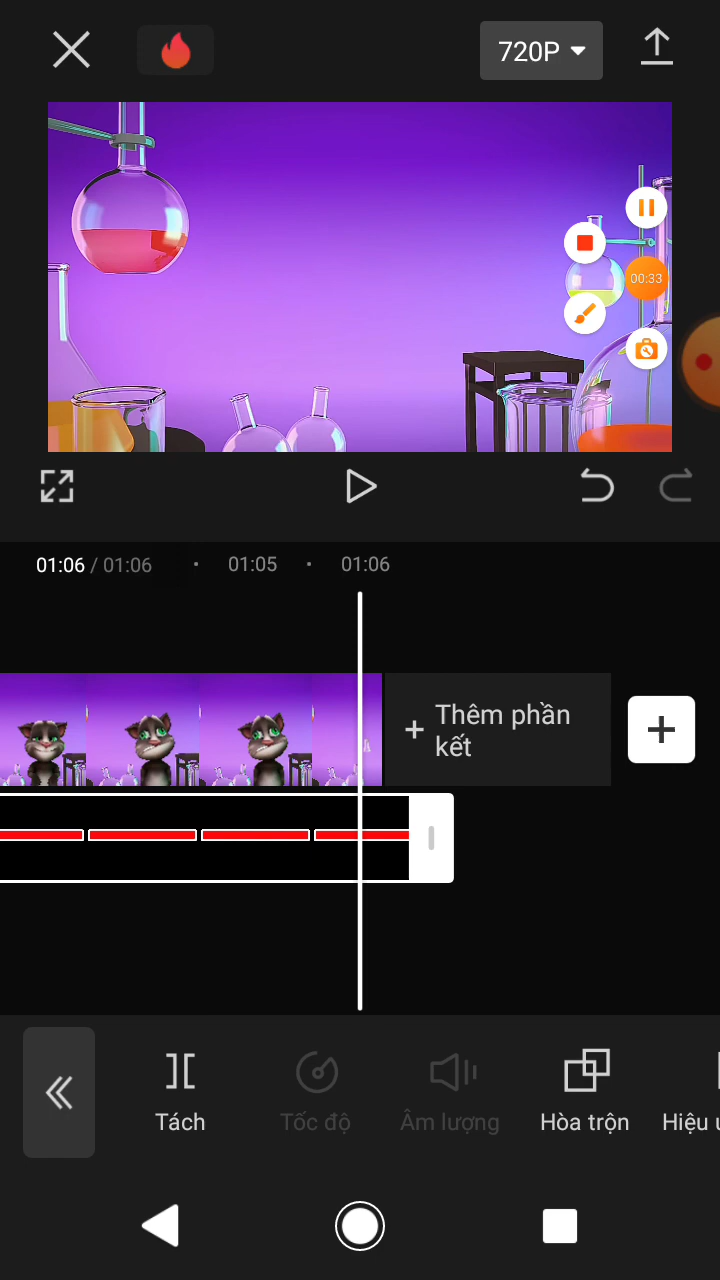 720P
00:33
01:06 / 01:06
01:05
01:06
+ Thêm phần
kết
Tách
Tốc độ
Âm lượng
Hòa trộn
Hiệu